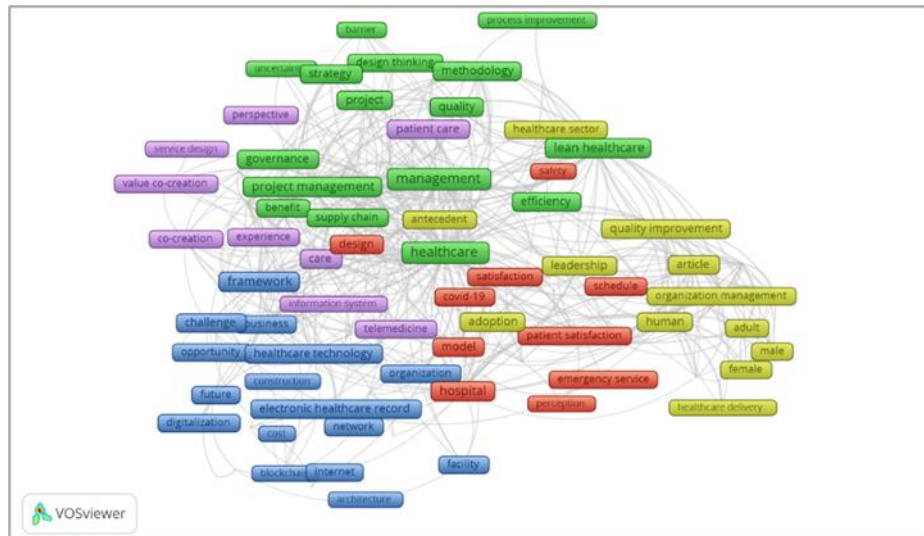 process improvement
barrier
design thinking
uncertaint
strategy
methodology
project
quality
perspective
patient care
healthcare sector
service design
lean healthcare
governance
safety
value co-creation
project management
management
efficiency
benefit
supply chain
antecedent
quality improvement
co-creation
experience
design
healthcare
care
leadership
article
framework
satisfaction
schedule
information system
covid-19
organization management
challenge
business
telemedicine
adoption
human
adult
patient satisfaction
opportunity
healthcare technology
model
male
organization
female
construction
emergency service
future
hospital
electronic healthcare record
perception
healthcare delivery
digitalization
cost
network
facility
blockchain
internet
architecture
VOSviewer